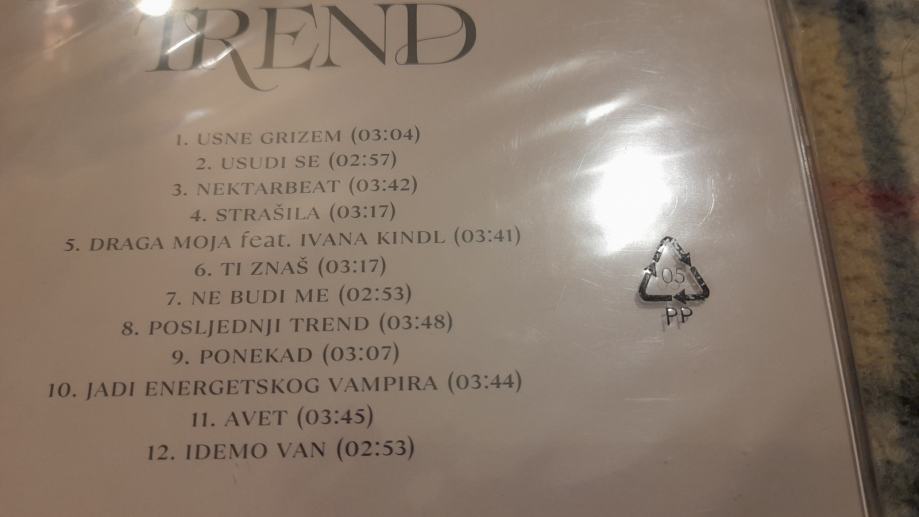 TREND
1. USNE GRIZEM (03:04)
2. USUDI SE (02:57)
3. NEKTARBEAT (03:42)
4. STRAŠILA (03:17)
5. DRAGA MOJA feat. IVANA KINDL (03:41)
6. TI ZNAŠ (03:17)
7. NE BUDI ME (02:53)
8. POSLJEDNJI TREND (03:48)
9. PONEKAD (03:07)
10. JADI ENERGETSKOG VAMPIRA (03:44)
11. AVET (03:45)
12. IDEMO VAN (02:53)
05
PP